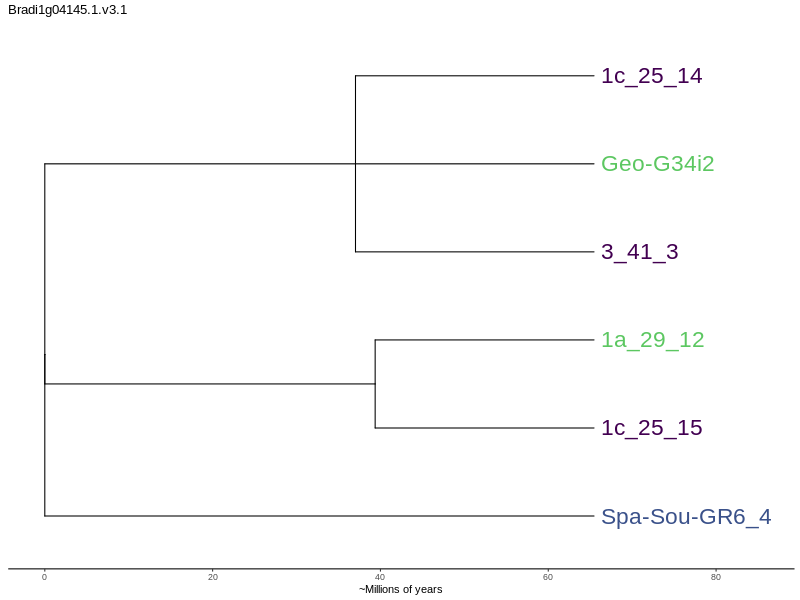 Bradi1g04145.1.v3.1
1c_25_14
Geo-G34i2
3_41_3
1a_29_12
1c_25_15
Spa-Sou-GR6_4
0 20 40 60 80
~Millions of years